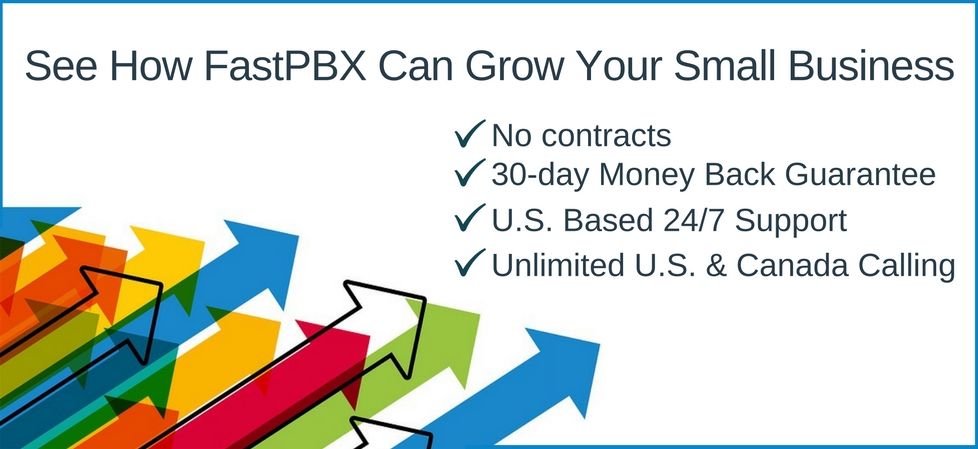 See How FastPBX Can Grow Your Small Business
No contracts
30-day Money Back Guarantee
U.S. Based 24/7 Support
Unlimited U.S. & Canada Calling